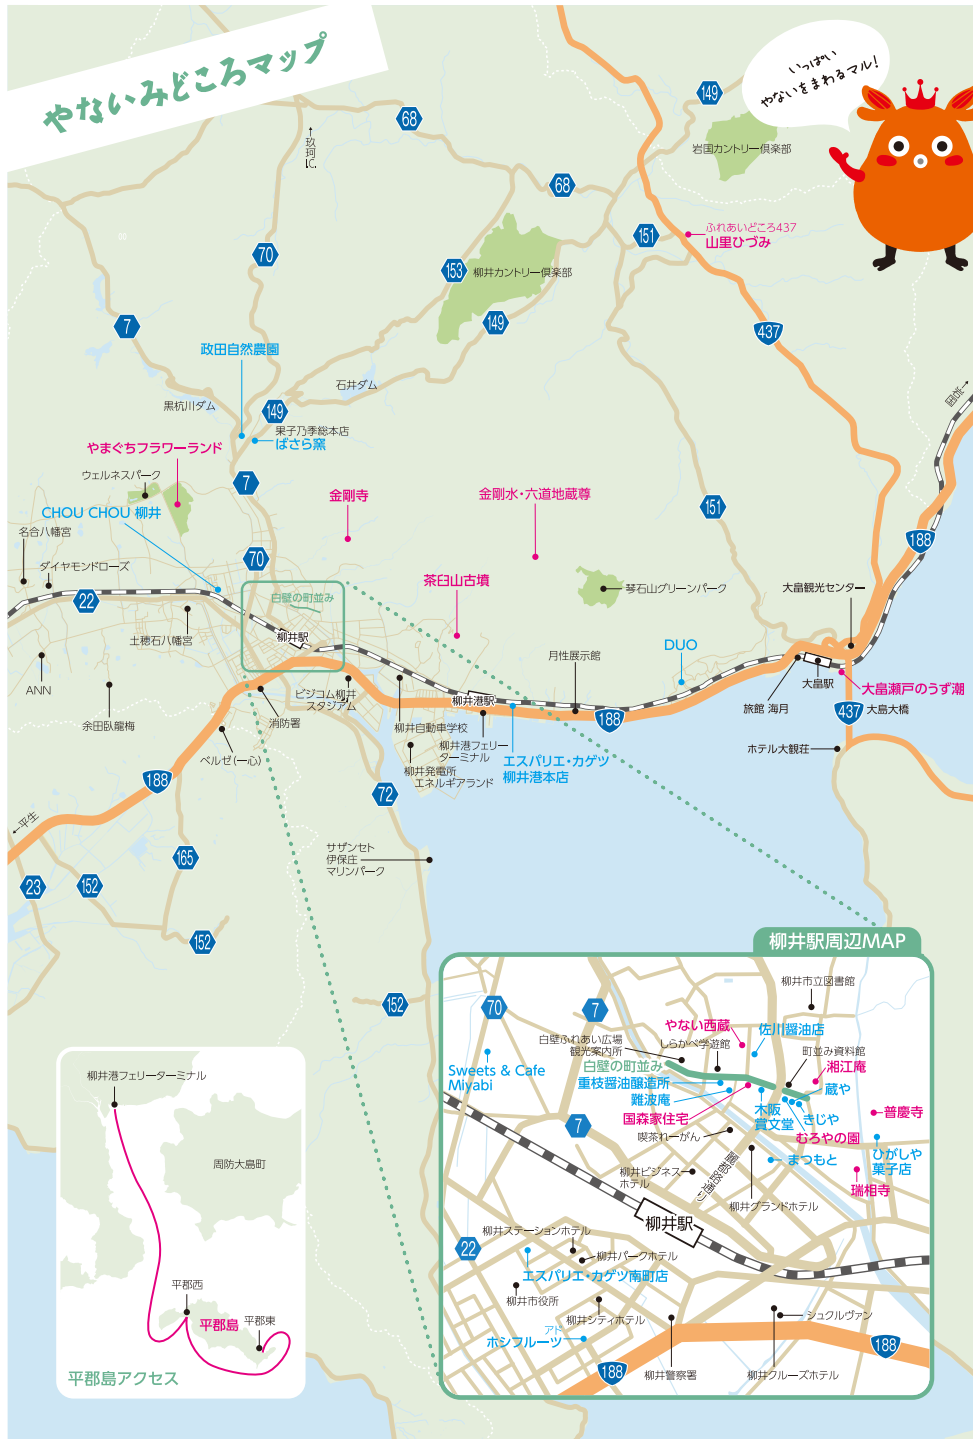 やないみどころマップ
いっぱい
やないをまわるマル!
149
68
岩国カントリー倶楽部
↑玖珂I.C.
68
ふれあいどころ437
山里ひづみ
151
70
153
柳井カントリー倶楽部
7
149
437
政田自然農園
石井ダム
黒杭川ダム
岩国→
149
果子乃季総本店
ばさら窯
やまぐちフラワーランド
ウェルネスパーク
7
金剛寺
金剛水・六道地蔵尊
151
CHOU CHOU 柳井
名合八幡宮
188
70
ダイヤモンドローズ
茶臼山古墳
22
白壁の町並み
琴石山グリーンパーク
大畠観光センター
土穂石八幡宮
柳井駅
月性展示館
DUO
ANN
ビジコム柳井
スタジアム
柳井港駅
大畠駅
大畠瀬戸のうず潮
旅館 海月
437
大島大橋
余田臥龍梅
消防署
柳井自動車学校
188
柳井港フェリー
ターミナル
ベルゼ(一心)
ホテル大観荘
エスパリエ・カゲツ
柳井港本店
柳井発電所
エネルギアランド
188
72
←平生
サザンセト
伊保庄
マリンパーク
165
23
152
152
152
柳井駅周辺MAP
柳井市立図書館
70
7
やない西蔵
佐川醤油店
白壁ふれあい広場
観光案内所
しらかべ学遊館
町並み資料館
白壁の町並み
湘江庵
Sweets & Cafe
Miyabi
重枝醤油醸造所
蔵や
難波庵
国森家住宅
木阪
賞文堂
きじや
普慶寺
7
喫茶れーがん
むろやの園
ひがしや
菓子店
まつもと
麗都路通り
柳井ビジネス
ホテル
瑞相寺
柳井グランドホテル
柳井駅
柳井ステーションホテル
22
柳井パークホテル
エスパリエ・カゲツ南町店
柳井市役所
柳井シティホテル
シュクルヴァン
アド
ホシフルーツ
188
188
柳井警察署
柳井クルーズホテル
柳井港フェリーターミナル
周防大島町
平郡西
平郡島
平郡東
平郡島アクセス